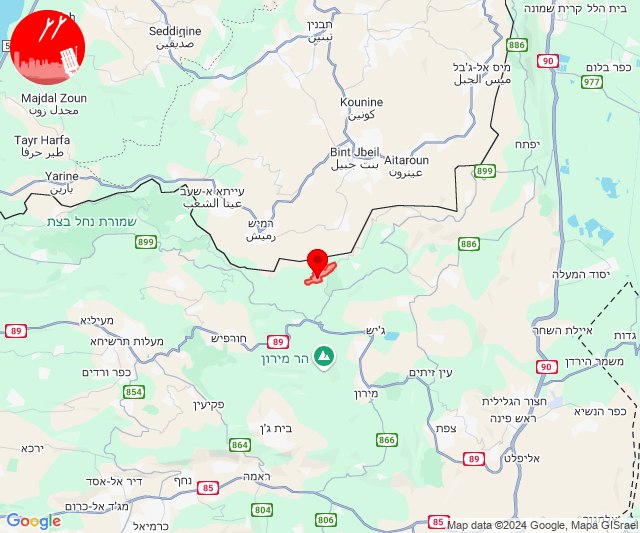 תבנין
تبنين
Seddigine
صديقين
886
בית הלל
קרית שמונה
90
מיס אל-ג'בל
ميس الجبل
כפר בלום
977
Majdal Zoun
مجدل زون
Kounine
كونين
Tayr Harfa
طير حرفا
Bint Jbeil
بنت جبيل
Aitaroun
عيترون
יפתח
899
Yarine
يارين
עייתא א-שעב
عيتا الشعب
שמורת נחל בצת
רמיש
رميش
899
886
יסוד המעלה
89
מעיליא
מעלות תרשיחא
חורפיש
89
ג'יש
איילת השחר
גדות
הר מירון
90
משמר הירדן
כפר ורדים
854
עין זיתים
מירון
חצור הגלילית
ראש פינה
כפר הנשיא
פקיעין
בית ג'ן
צפת
866
ירכא
864
89
אליפלט
דיר אל-אסד
נחף
85
ראמה
85
מג'ד אל-כרום
804
806
כרמיאל
Google
Map data ©2024 Google, Mapa GISrael